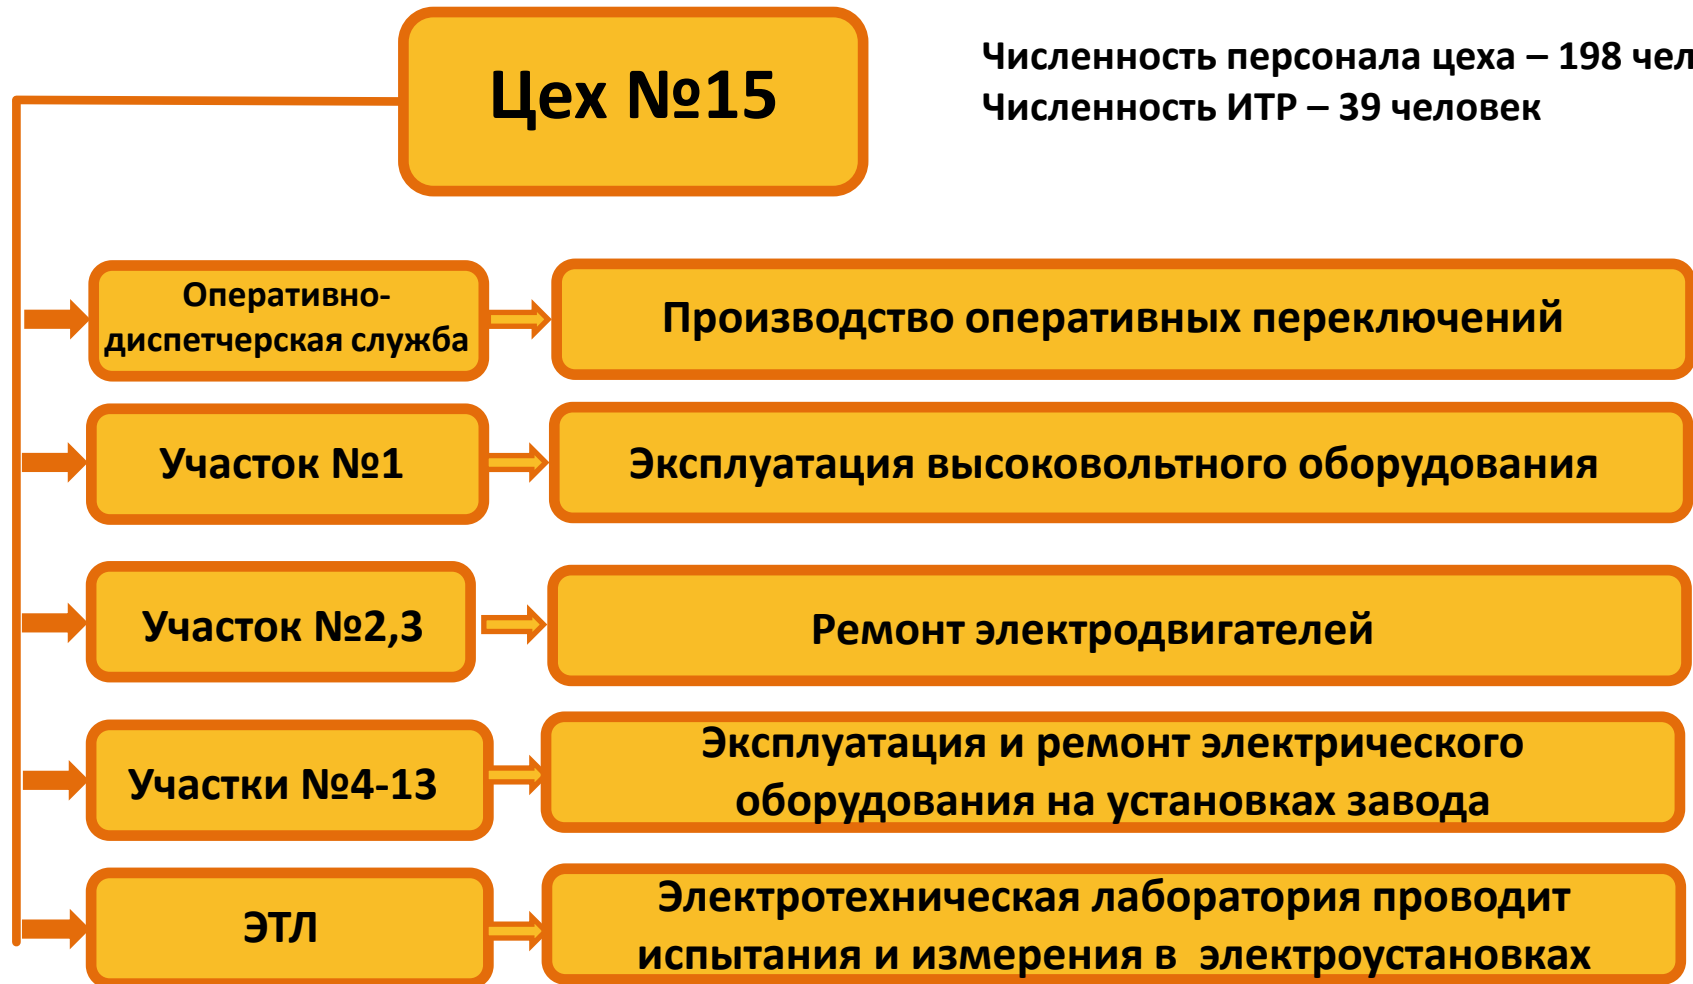 Цех №15
Численность персонала цеха – 198 чел
Численность ИТР – 39 человек
Оперативно-
диспетчерская служба
Производство оперативных переключений
Участок №1
Эксплуатация высоковольтного оборудования
Участок №2,3
Ремонт электродвигателей
Участки №4-13
Эксплуатация и ремонт электрического
оборудования на установках завода
ЭТЛ
Электротехническая лаборатория проводит
испытания и измерения в электроустановках